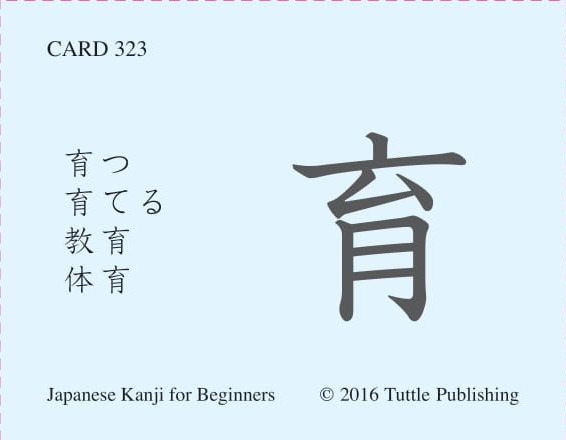 CARD 323
育つ
育てる
教育
体育
育
Japanese Kanji for Beginners © 2016 Tuttle Publishing